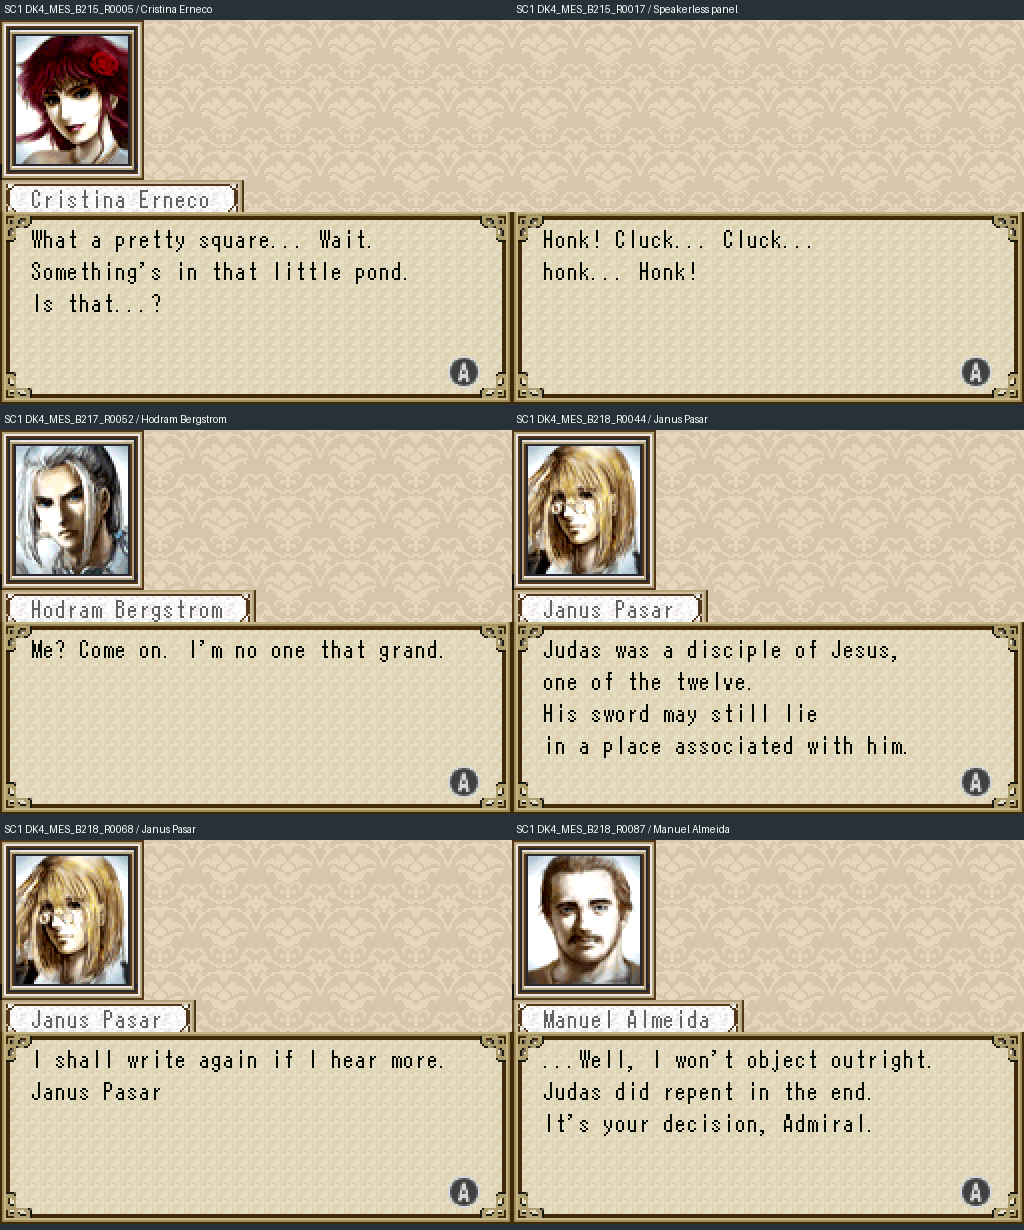 SC1 DK4_MES_B215_R0005 / Cristina Erneco
Cristina Erneco
What a pretty square... Wait.
Something's in that little pond.
Is that...?
A
SC1 DK4_MES_B215_R0017 / Speakerless panel
Honk! Cluck... Cluck...
honk... Honk!
A
SC1 DK4_MES_B217_R0052 / Hodram Bergstrom
Hodram Bergstrom
Me? Come on. I'm no one that grand.
A
SC1 DK4_MES_B218_R0044 / Janus Pasar
Janus Pasar
Judas was a disciple of Jesus,
one of the twelve.
His sword may still lie
in a place associated with him.
A
SC1 DK4_MES_B218_R0068 / Janus Pasar
Janus Pasar
I shall write again if I hear more.
Janus Pasar
A
SC1 DK4_MES_B218_R0087 / Manuel Almeida
Manuel Almeida
...Well, I won't object outright.
Judas did repent in the end.
It's your decision, Admiral.
A